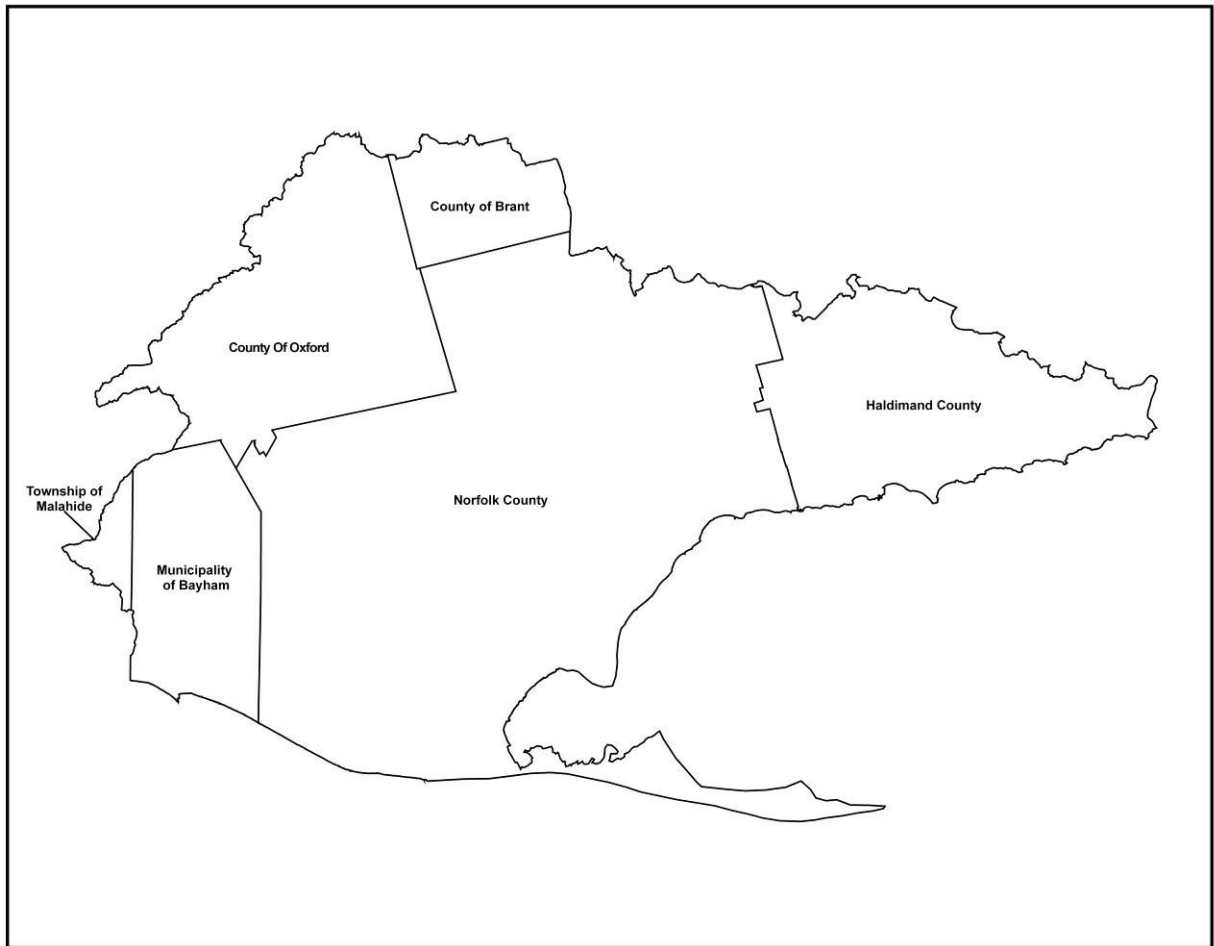 County of Brant
County Of Oxford
Haldimand County
Township of
Malahide
Norfolk County
Municipality
of Bayham